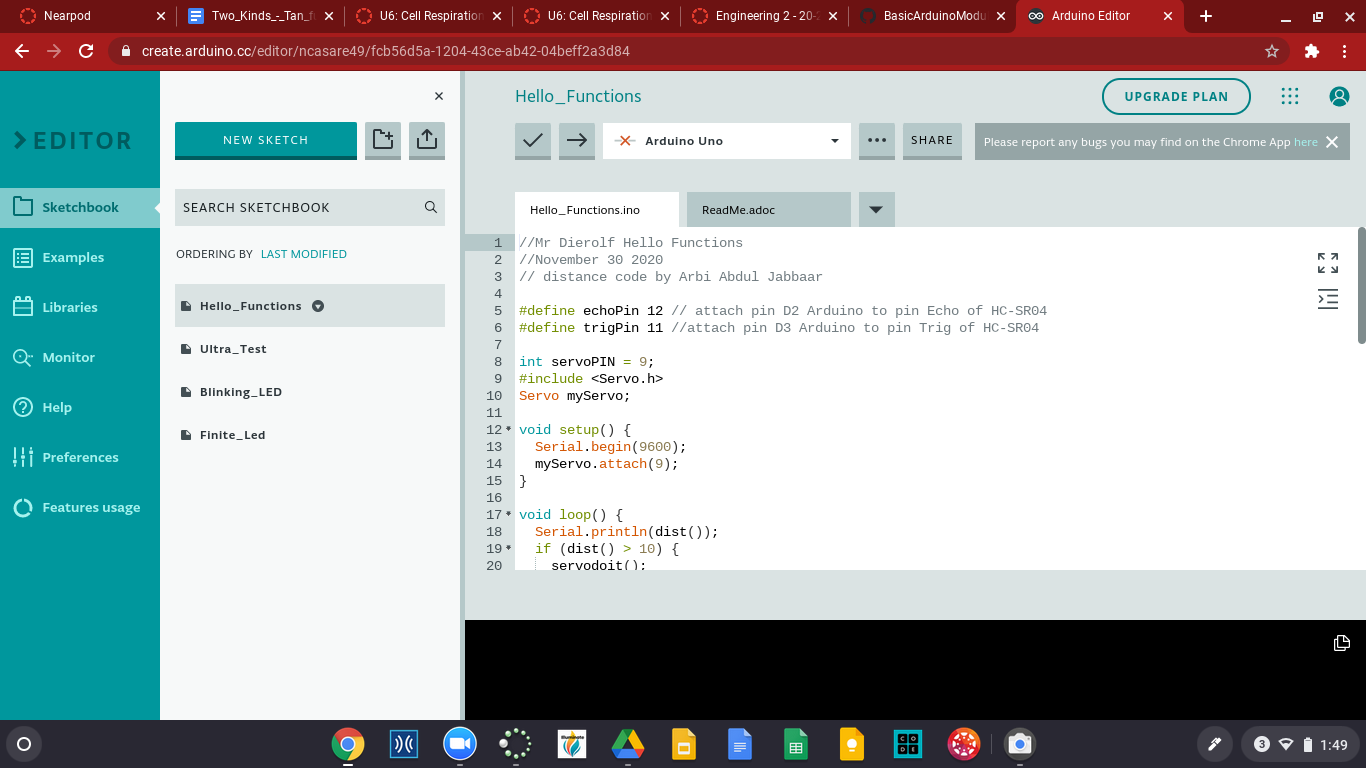 Nearpod
Two_Kinds_-_Tan_f
U6: Cell Respiration
U6: Cell Respiration
Engineering 2 - 20-2
BasicArduinoModu
Arduino Editor
create.arduino.cc/editor/ncasare49/fcb56d5a-1204-43ce-ab42-04beff2a3d84
EDITOR
Sketchbook
Examples
Libraries
Monitor
Help
Preferences
Features usage
NEW SKETCH
SEARCH SKETCHBOOK
ORDERING BY LAST MODIFIED
Hello_Functions
Ultra_Test
Blinking_LED
Finite_Led
Hello_Functions
UPGRADE PLAN
Arduino Uno
SHARE
Please report any bugs you may find on the Chrome App here
Hello_Functions.ino
ReadMe.adoc
1 //Mr Dierolf Hello Functions
2 //November 30 2020
3 // distance code by Arbi Abdul Jabbaar
4
5 #define echoPin 12 // attach pin D2 Arduino to pin Echo of HC-SR04
6 #define trigPin 11 //attach pin D3 Arduino to pin Trig of HC-SR04
7
8 int servoPIN = 9;
9 #include <Servo.h>
10 Servo myServo;
11
12 void setup() {
13 Serial.begin(9600);
14 myServo.attach(9);
15 }
16
17 void loop() {
18 Serial.println(dist());
19 if (dist() > 10) {
20 servodoit();
3
1:49